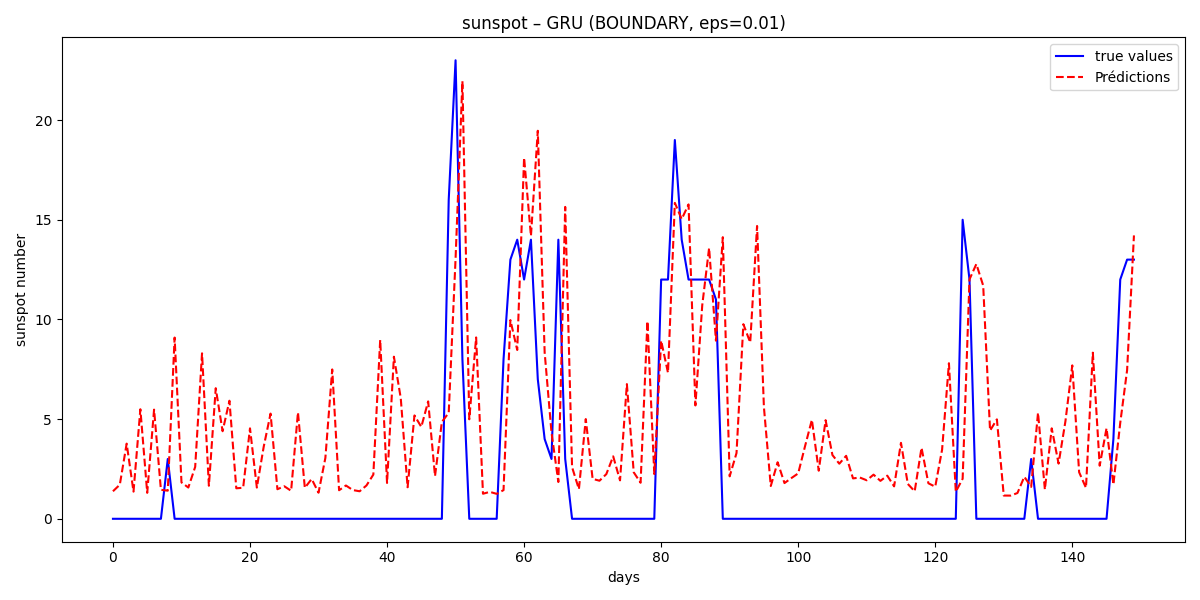 sunspot – GRU (BOUNDARY, eps=0.01)
true values
Prédictions
sunspot number
20
15
10
5
0
0 20 40 60 80 100 120 140
days